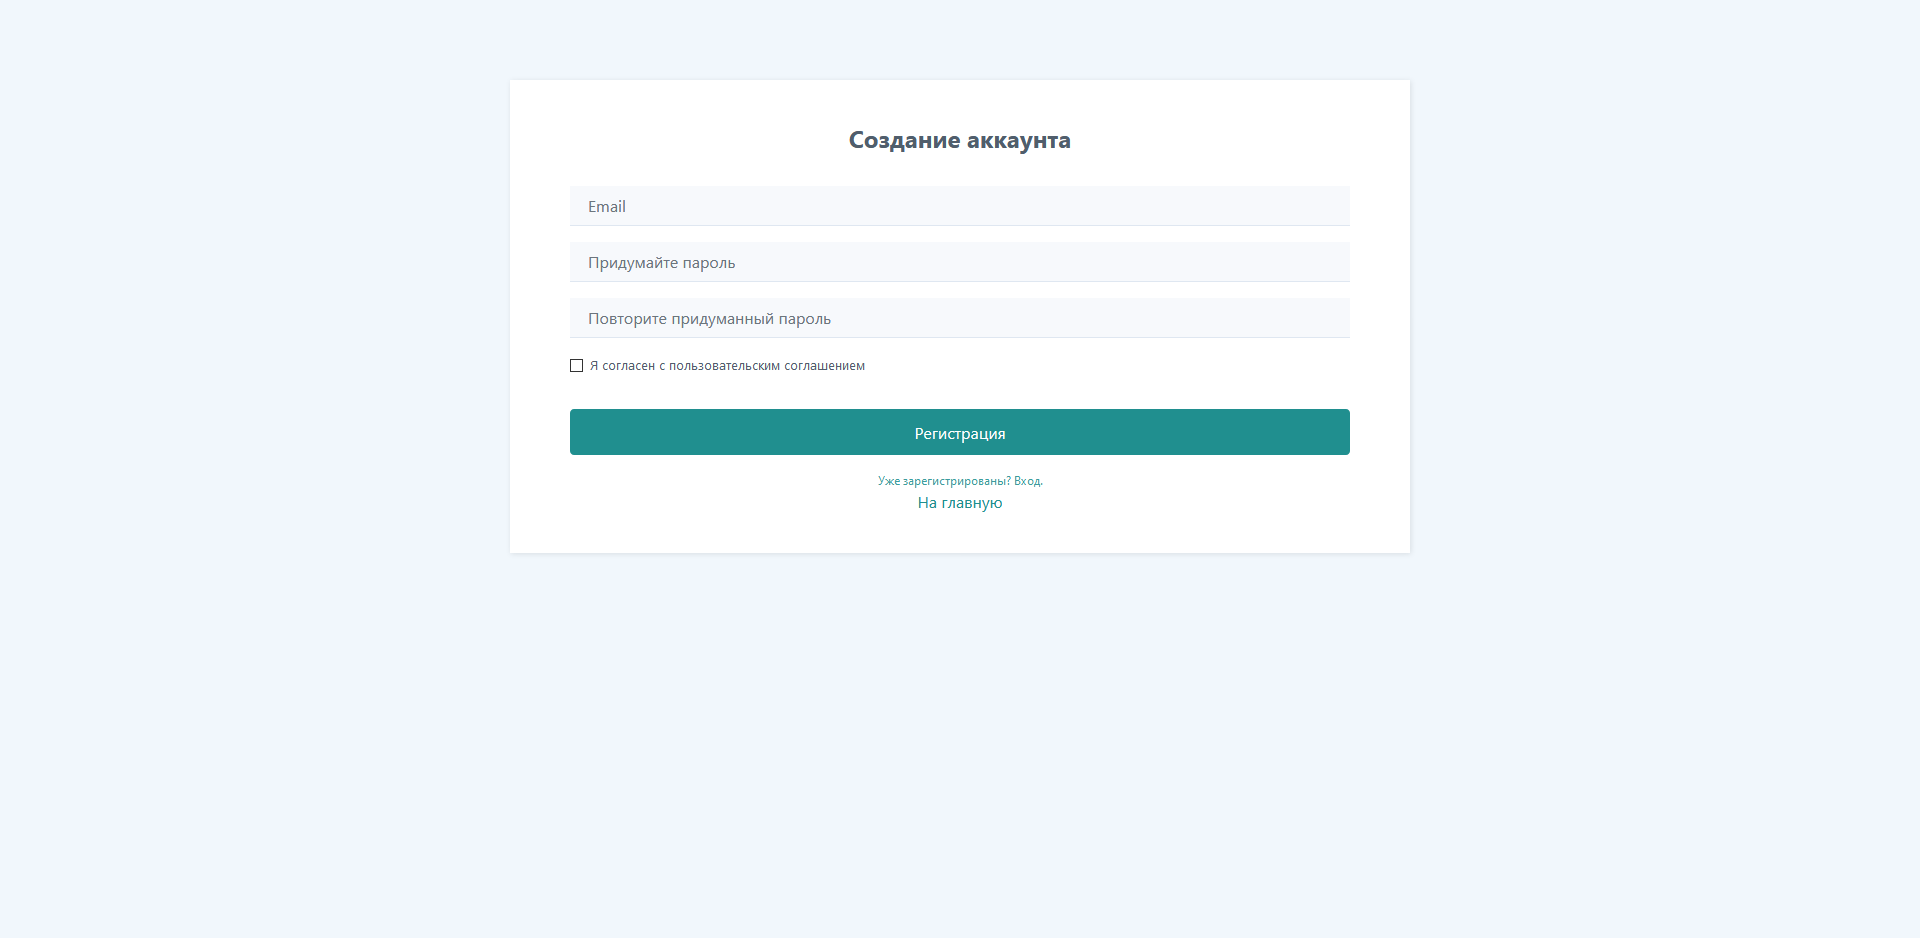 Создание аккаунта
Email
Придумайте пароль
Повторите придуманный пароль
Я согласен с пользовательским соглашением
Регистрация
Уже зарегистрированы? Вход.
На главную